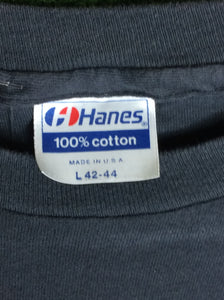 Hanes
100% cotton
MADE IN U.S.A.
L 42-44